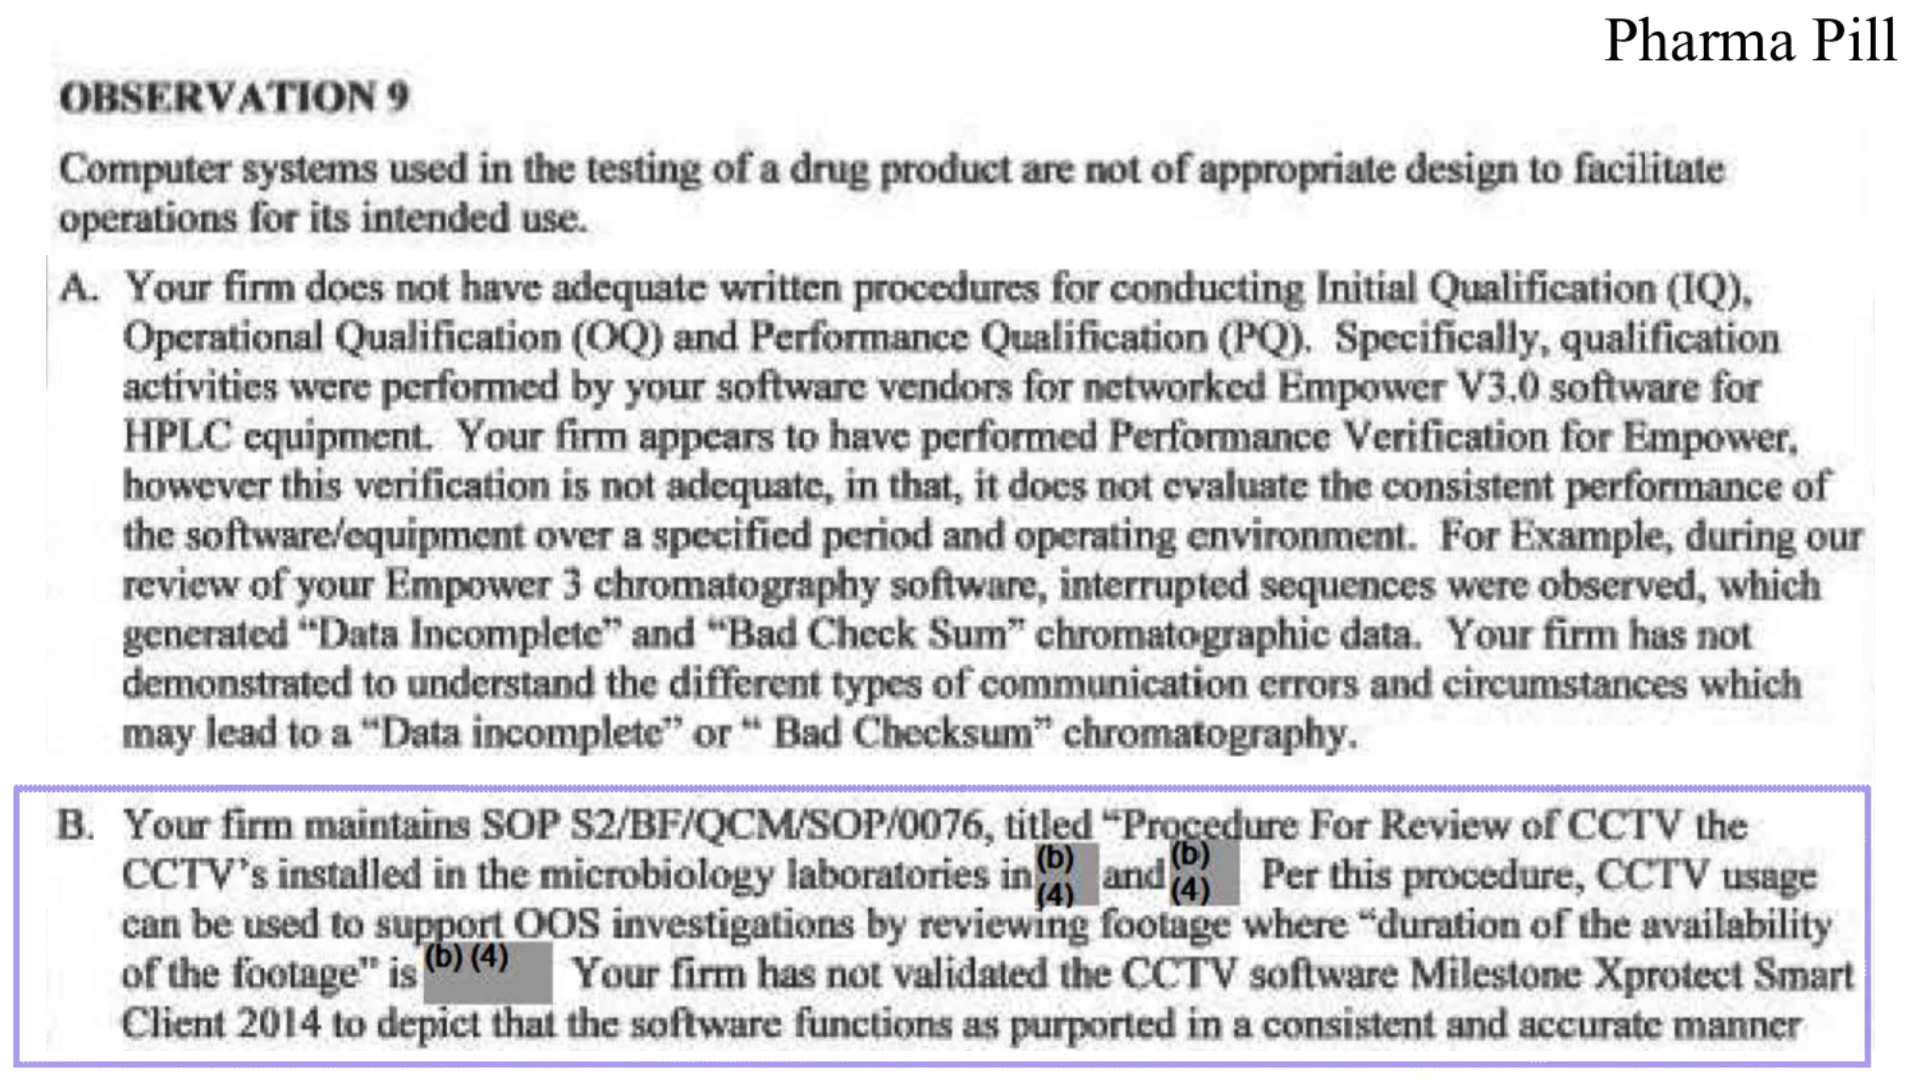 Pharma Pill
OBSERVATION 9
Computer systems used in the testing of a drug product are not of appropriate design to facilitate
operations for its intended use.
A. Your firm does not have adequate written procedures for conducting Initial Qualification (IQ),
Operational Qualification (OQ) and Performance Qualification (PQ). Specifically, qualification
activities were performed by your software vendors for networked Empower V3.0 software for
HPLC equipment. Your firm appears to have performed Performance Verification for Empower,
however this verification is not adequate, in that, it does not evaluate the consistent performance of
the software/equipment over a specified period and operating environment. For Example, during our
review of your Empower 3 chromatography software, interrupted sequences were observed, which
generated “Data Incomplete” and “Bad Check Sum” chromatographic data. Your firm has not
demonstrated to understand the different types of communication errors and circumstances which
may lead to a “Data incomplete” or “ Bad Checksum” chromatography.
B. Your firm maintains SOP S2/BF/QCM/SOP/0076, titled “Procedure For Review of CCTV the
CCTV’s installed in the microbiology laboratories in (b) (4) and (b) (4) Per this procedure, CCTV usage
can be used to support OOS investigations by reviewing footage where “duration of the availability
of the footage” is (b) (4) Your firm has not validated the CCTV software Milestone Xprotect Smart
Client 2014 to depict that the software functions as purported in a consistent and accurate manner